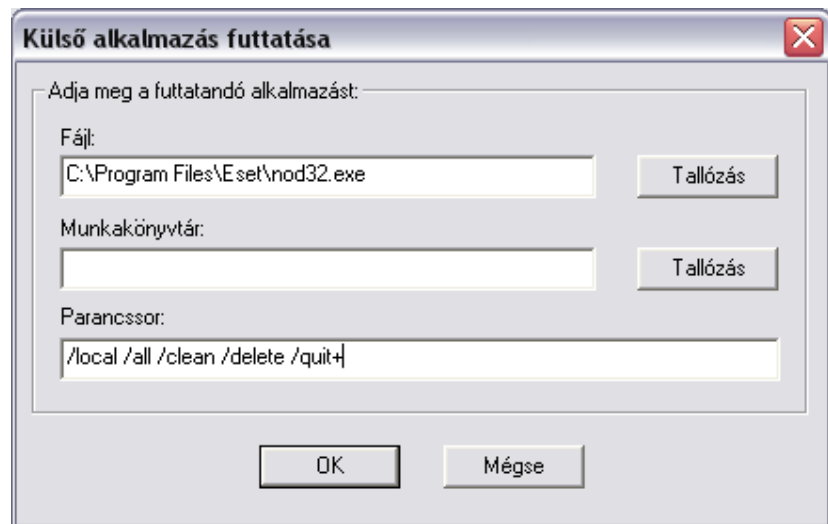 Külső alkalmazás futtatása
Adja meg a futtatandó alkalmazást:
Fájl:
C:\Program Files\Eset\nod32.exe
Tallózás
Munkakönyvtár:
Tallózás
Parancssor:
/local /all /clean /delete /quit+
OK
Mégse